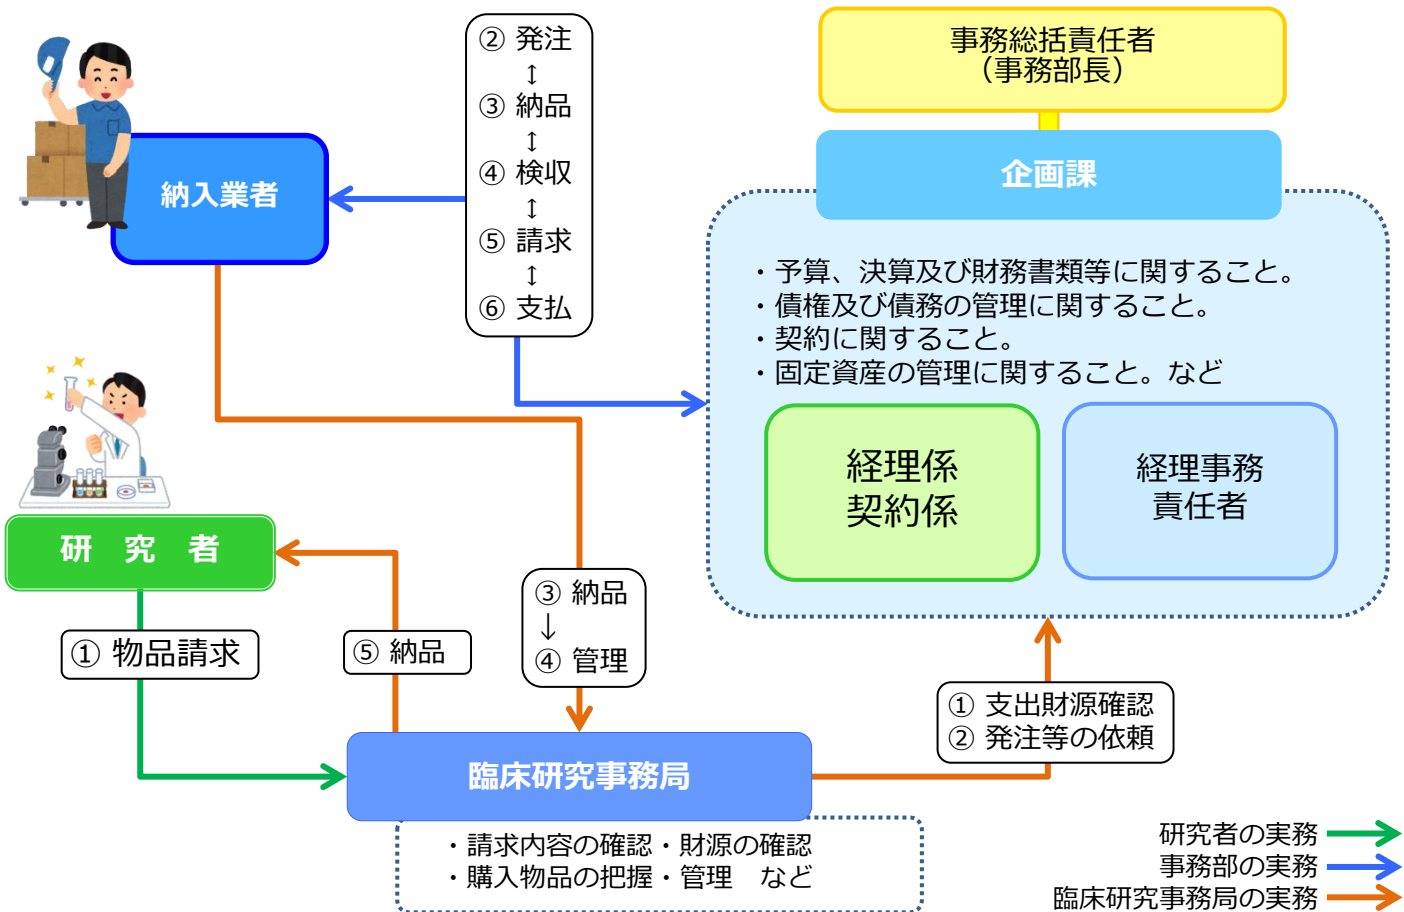 ② 発注
↕
③ 納品
↕
④ 検収
↕
⑤ 請求
↕
⑥ 支払
納入業者
事務総括責任者
（事務部長）
企画課
・予算、決算及び財務書類等に関すること。
・債権及び債務の管理に関すること。
・契約に関すること。
・固定資産の管理に関すること。など
経理係
契約係
経理事務
責任者
研 究 者
① 物品請求
⑤ 納品
③ 納品
↓
④ 管理
① 支出財源確認
② 発注等の依頼
臨床研究事務局
・請求内容の確認・財源の確認
・購入物品の把握・管理　など
研究者の実務
事務部の実務
臨床研究事務局の実務